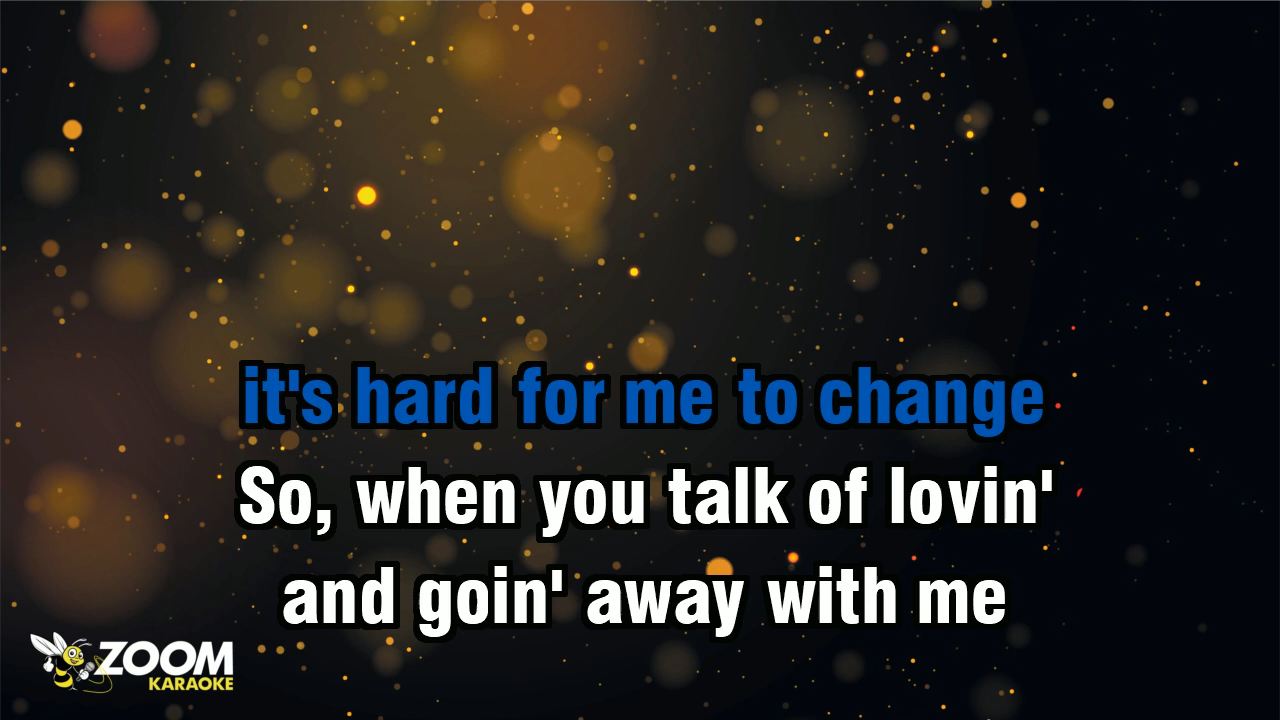 it's hard for me to change
So, when you talk of lovin'
and goin' away with me
ZOOM
KARAOKE